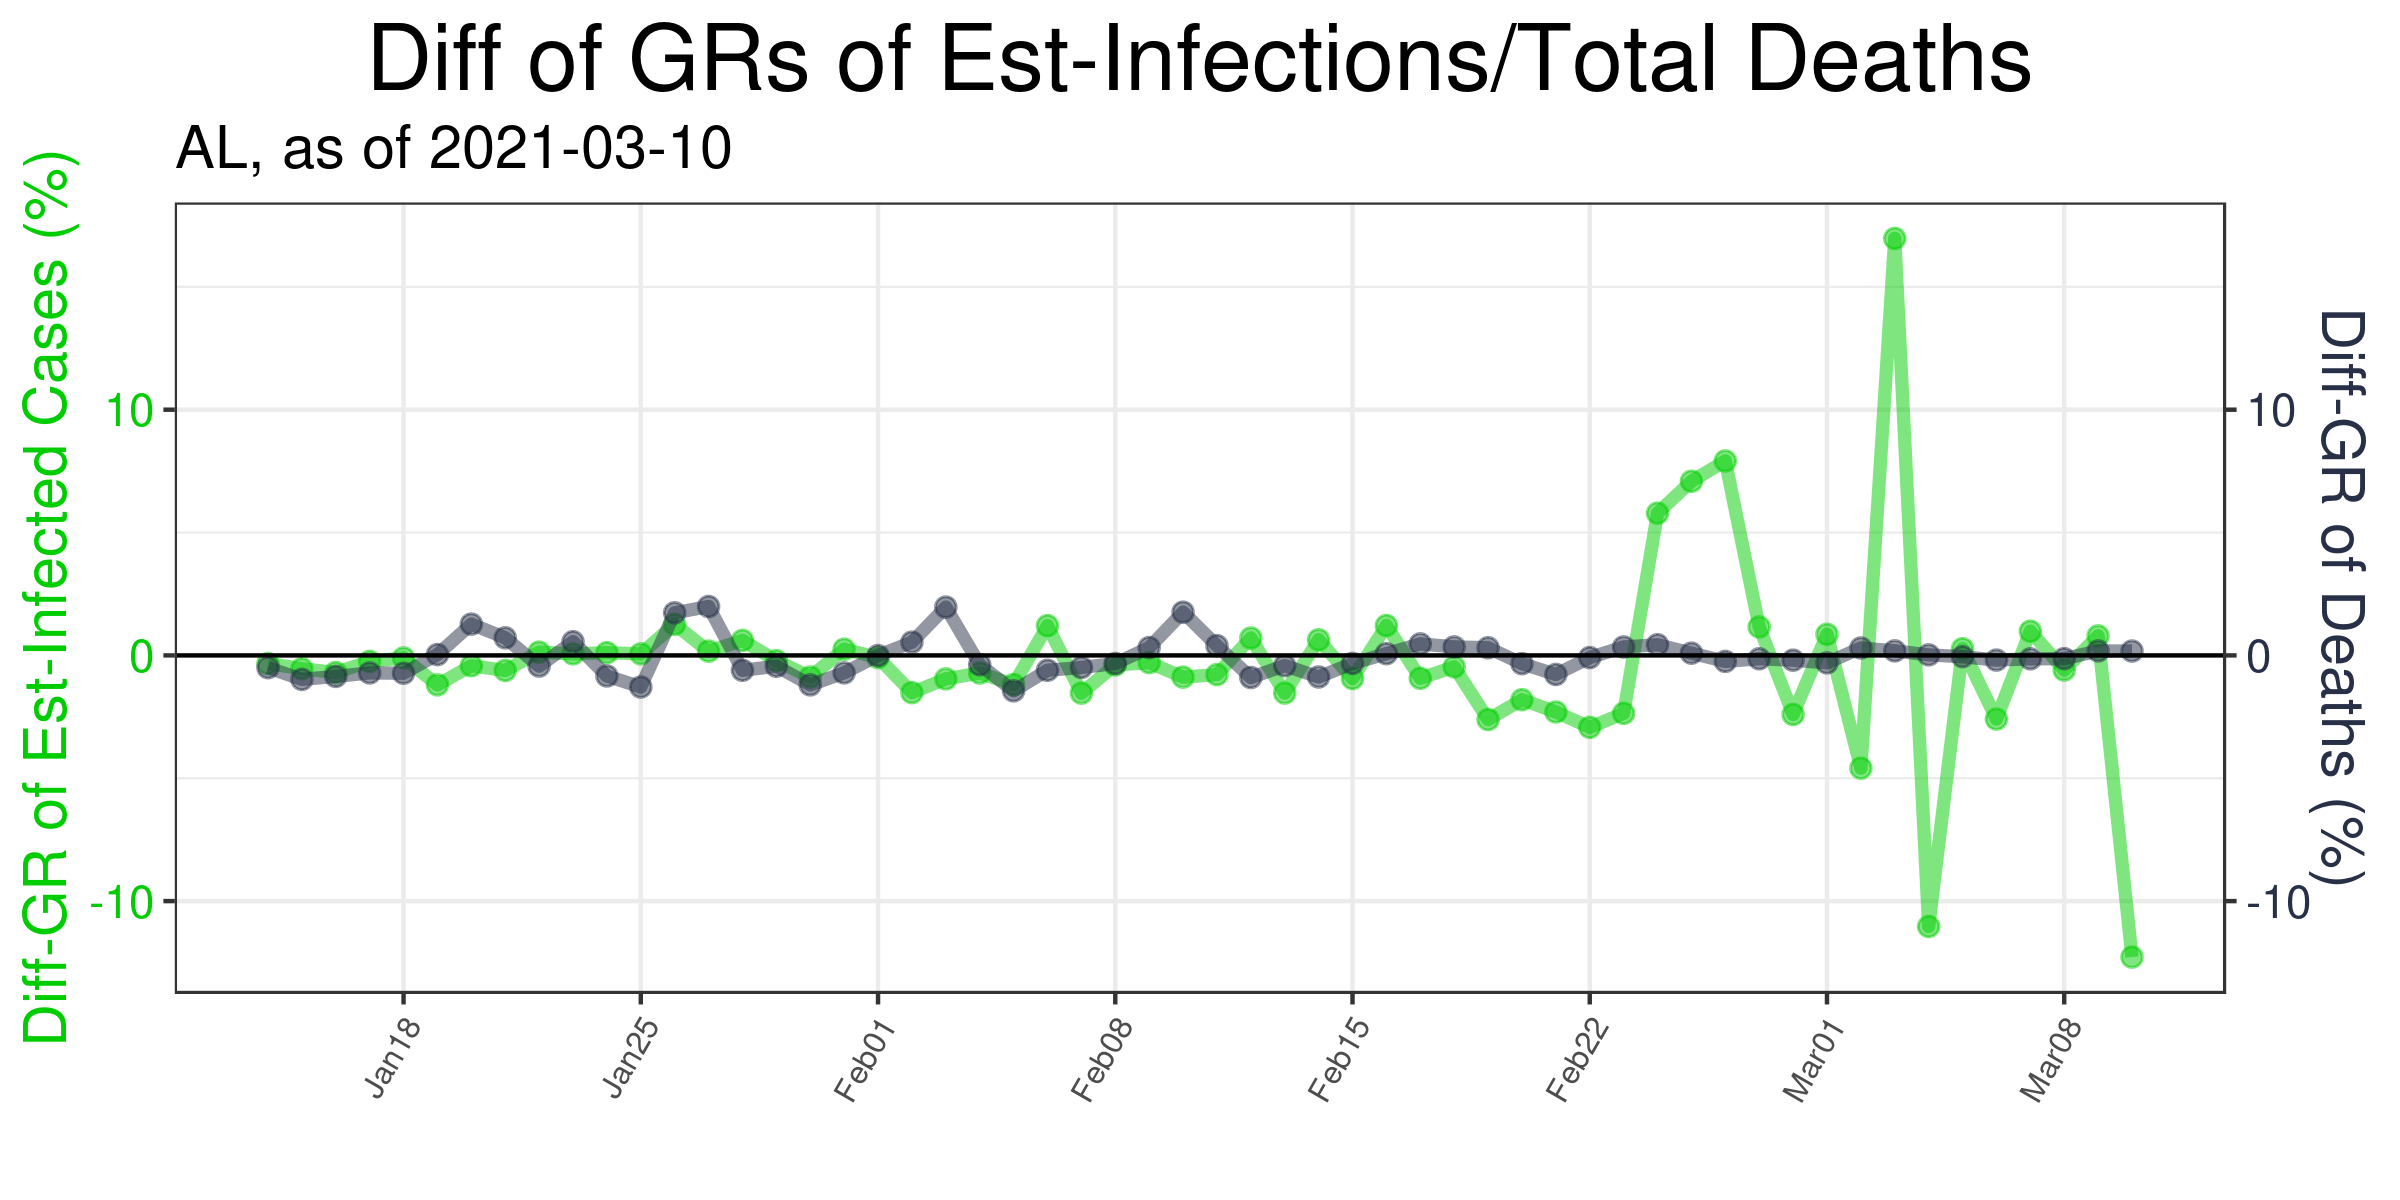 Diff of GRs of Est-Infections/Total Deaths
AL, as of 2021-03-10
Diff-GR of Est-Infected Cases (%)
10
0
-10
10
0
-10
Diff-GR of Deaths (%)
Jan18
Jan25
Feb01
Feb08
Feb15
Feb22
Mar01
Mar08